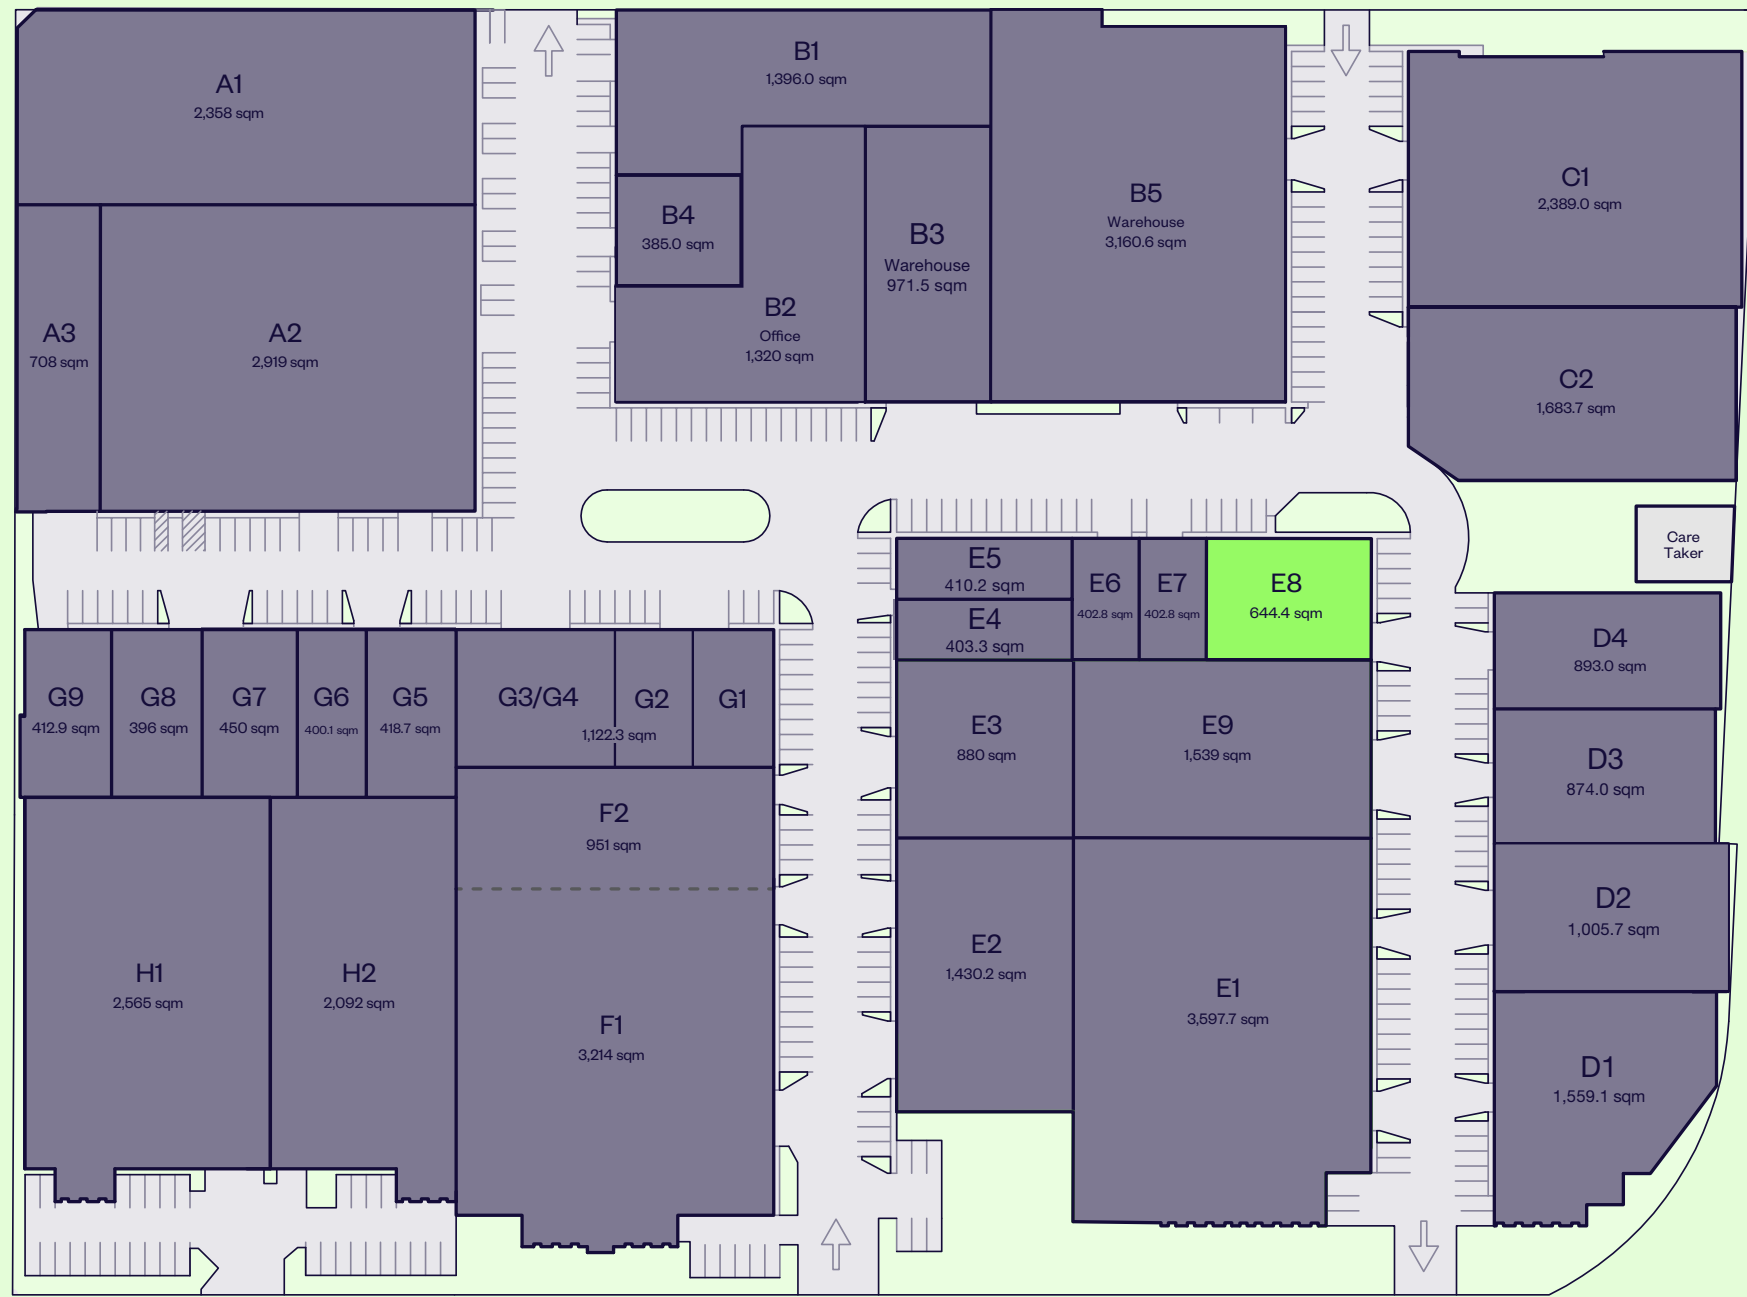 A1
2,358 sqm
A3
708 sqm
A2
2,919 sqm
B1
1,396.0 sqm
B4
385.0 sqm
B2
Office
1,320 sqm
B3
Warehouse
971.5 sqm
B5
Warehouse
3,160.6 sqm
C1
2,389.0 sqm
C2
1,683.7 sqm
Care
Taker
E5
410.2 sqm
E4
403.3 sqm
E6
402.8 sqm
E7
402.8 sqm
E8
644.4 sqm
E3
880 sqm
E9
1,539 sqm
E2
1,430.2 sqm
E1
3,597.7 sqm
D4
893.0 sqm
D3
874.0 sqm
D2
1,005.7 sqm
D1
1,559.1 sqm
G9
412.9 sqm
G8
396 sqm
G7
450 sqm
G6
400.1 sqm
G5
418.7 sqm
G3/G4
G2
G1
1,122.3 sqm
F2
951 sqm
F1
3,214 sqm
H1
2,565 sqm
H2
2,092 sqm